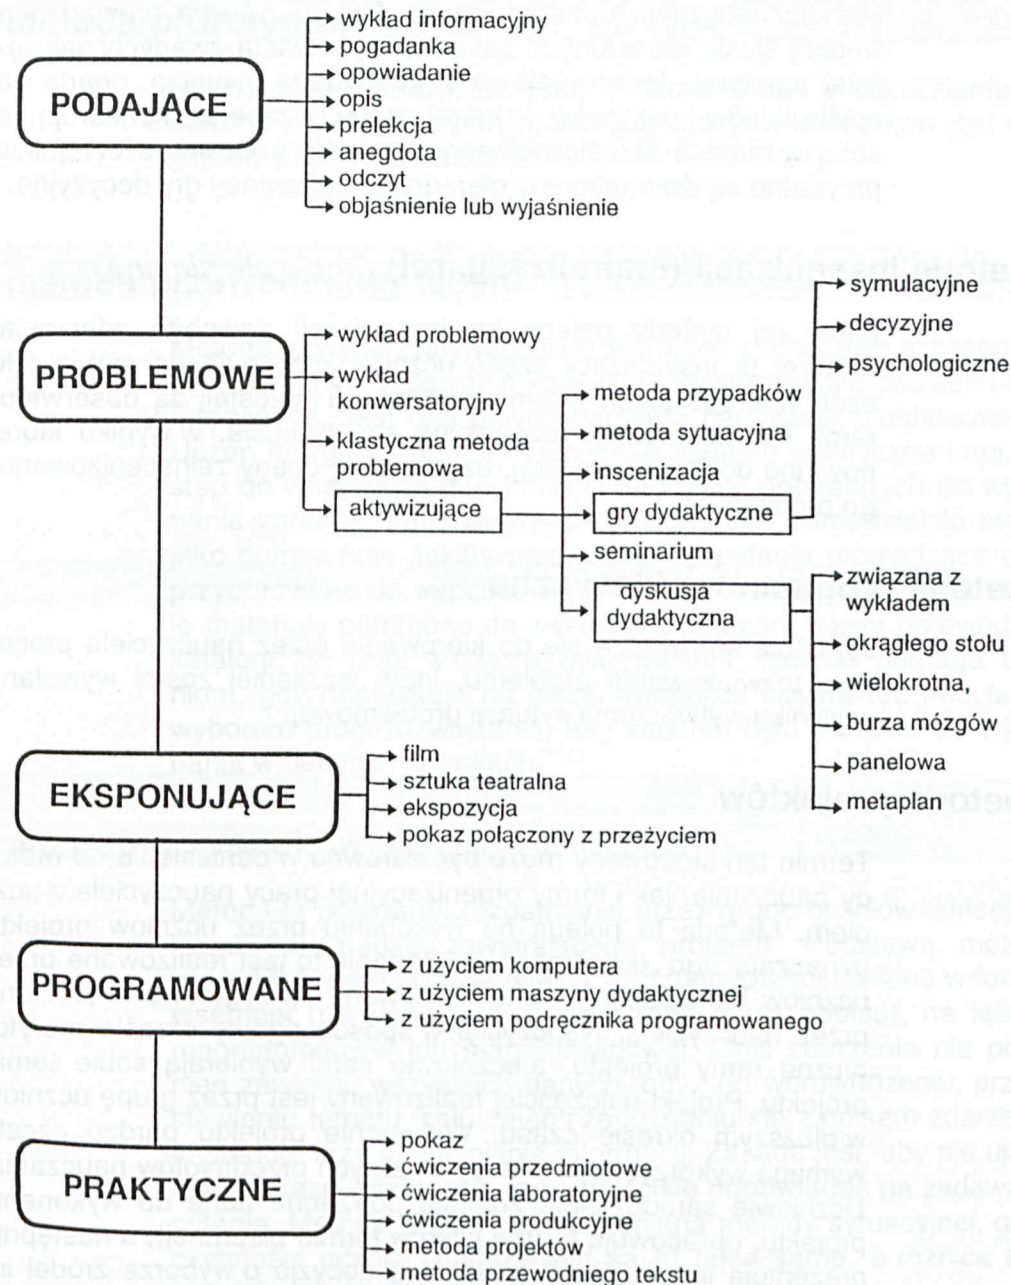 PODAJĄCE
wykład informacyjny
pogadanka
opowiadanie
opis
prelekcja
anegdota
odczyt
objaśnienie lub wyjaśnienie
PROBLEMOWE
wykład problemowy
wykład
konwersatoryjny
klastyczna metoda
problemowa
aktywizujące
metoda przypadków
metoda sytuacyjna
inscenizacja
gry dydaktyczne
seminarium
dyskusja
dydaktyczna
symulacyjne
decyzyjne
psychologiczne
związana z
wykładem
okrągłego stołu
wielokrotna,
burza mózgów,
panelowa
metaplan
EKSPONUJĄCE
film
sztuka teatralna
ekspozycja
pokaz połączony z przeżyciem
PROGRAMOWANE
z użyciem komputera
z użyciem maszyny dydaktycznej
z użyciem podręcznika programowanego
PRAKTYCZNE
pokaz
ćwiczenia przedmiotowe
ćwiczenia laboratoryjne
ćwiczenia produkcyjne
metoda projektów
metoda przewodniego tekstu